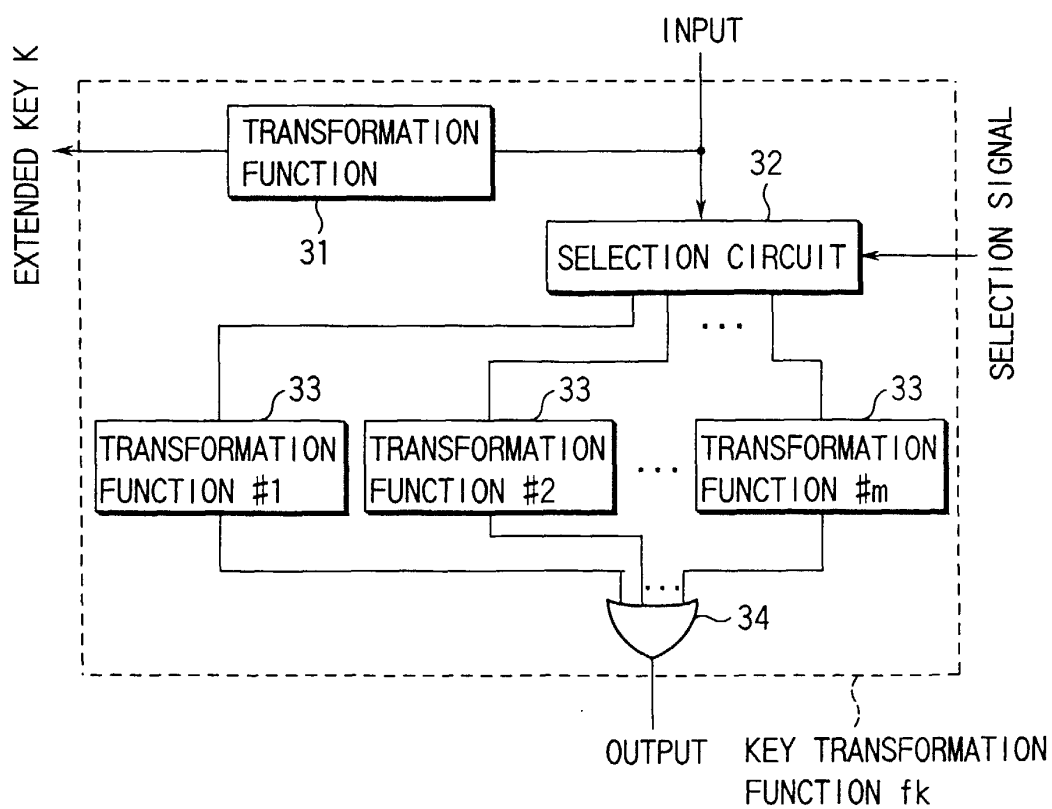 INPUT
EXTENDED KEY K
TRANSFORMATION
FUNCTION
31
32
SELECTION CIRCUIT
SELECTION SIGNAL
...
33
33
33
TRANSFORMATION
FUNCTION #1
TRANSFORMATION
FUNCTION #2
...
TRANSFORMATION
FUNCTION #m
...
34
OUTPUT
KEY TRANSFORMATION
FUNCTION fk